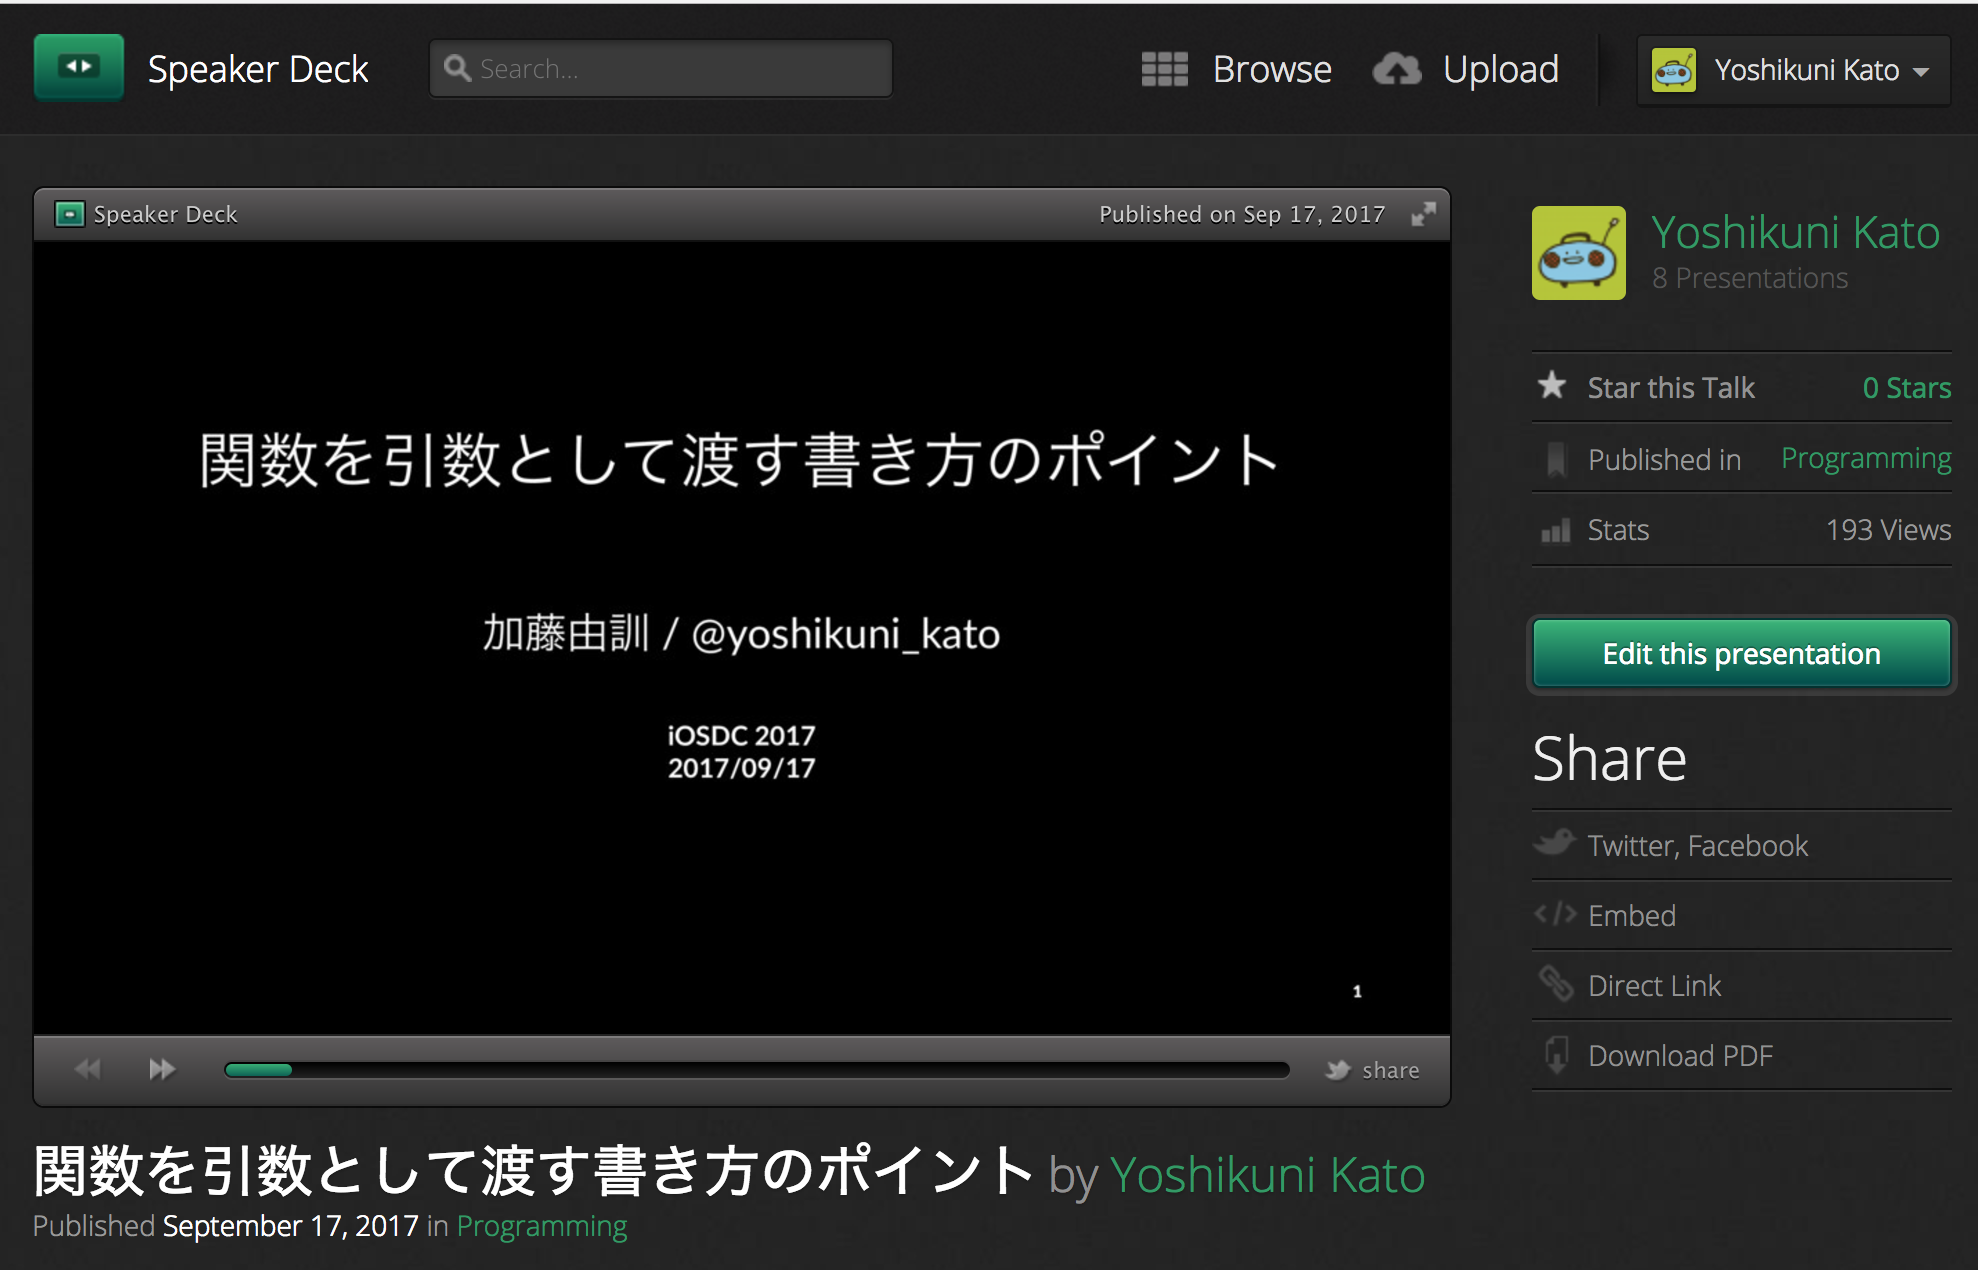 Speaker Deck
Search...
Browse
Upload
Yoshikuni Kato
Speaker Deck
Published on Sep 17, 2017
関数を引数として渡す書き方のポイント
加藤由訓 / @yoshikuni_kato
iOSDC 2017
2017/09/17
1
share
関数を引数として渡す書き方のポイント by Yoshikuni Kato
Published September 17, 2017 in Programming
Yoshikuni Kato
8 Presentations
Star this Talk 0 Stars
Published in Programming
Stats 193 Views
Edit this presentation
Share
Twitter, Facebook
Embed
Direct Link
Download PDF